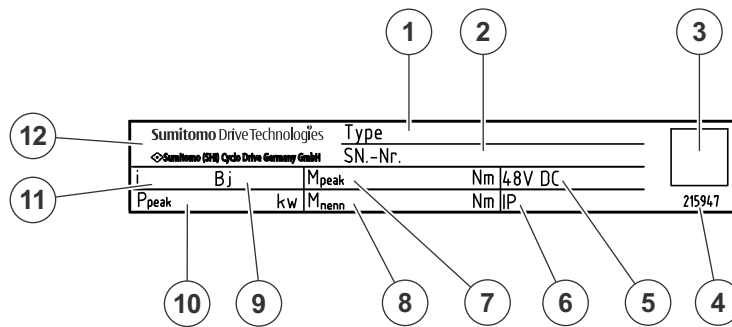 1 2 3
12 Sumitomo Drive Technologies Type
Sumitomo (SHI) Cyclo Drive Germany GmbH SN.-Nr.
11 i Bj Mpeak Nm 48V DC
Ppeak kw Mnenn Nm IP 215947
10 9 8 7 6 5 4